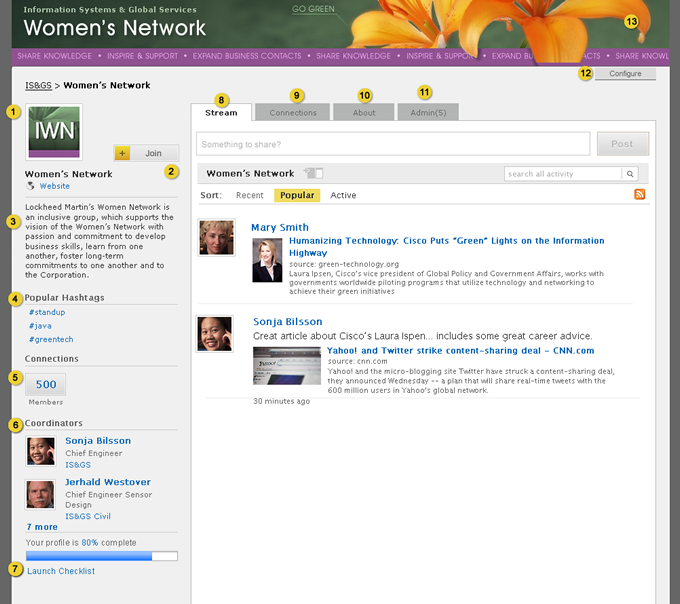 Information Systems & Global Services
GO GREEN
13
Women's Network
SHARE KNOWLEDGE • INSPIRE & SUPPORT • EXPAND BUSINESS CONTACTS • SHARE KNOWLEDGE • INSPIRE & SUPPORT • EXPAND BU ACTS • SHARE KNOWL
12
Configure
IS&GS > Women's Network
1
IWN
+ Join
2
Women's Network
Website
3
Lockheed Martin's Women Network is
an inclusive group, which supports the
vision of the Women's Network with
passion and commitment to develop
business skills, learn from one
another, foster long-term
commitments to one another and to
the Corporation.
4
Popular Hashtags
#standup
#java
#greentech
Connections
5
500
Members
6
Coordinators
Sonja Bilsson
Chief Engineer
IS&GS
Jerhald Westover
Chief Engineer Sensor
Design
IS&GS Civil
7 more
Your profile is 80% complete
7
Launch Checklist
8
Stream
9
Connections
10
About
11
Admin(5)
Something to share?
Post
Women's Network
search all activity
Sort:
Recent
Popular
Active
Mary Smith
Humanizing Technology: Cisco Puts "Green" Lights on the Information
Highway
source: green-technology.org
Laura Ipsen, Cisco's vice president of Global Policy and Government Affairs, works with
governments worldwide piloting programs that utilize technology and networking to
achieve their green initiatives
Sonja Bilsson
Great article about Cisco's Laura Ispen... includes some great career advice.
Yahoo! and Twitter strike content-sharing deal - CNN.com
source: cnn.com
Yahoo! and the micro-blogging site Twitter have struck a content-sharing deal,
they announced Wednesday -- a plan that will share real-time tweets with the
600 million users in Yahoo's global network.
30 minutes ago